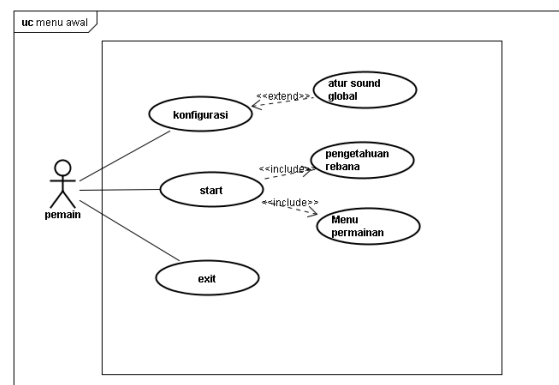 uc menu awal
<<extend>>
atur sound
global
konfigurasi
<<include>>
pengetahuan
rebana
start
<<include>>
Menu
permainan
pemain
exit